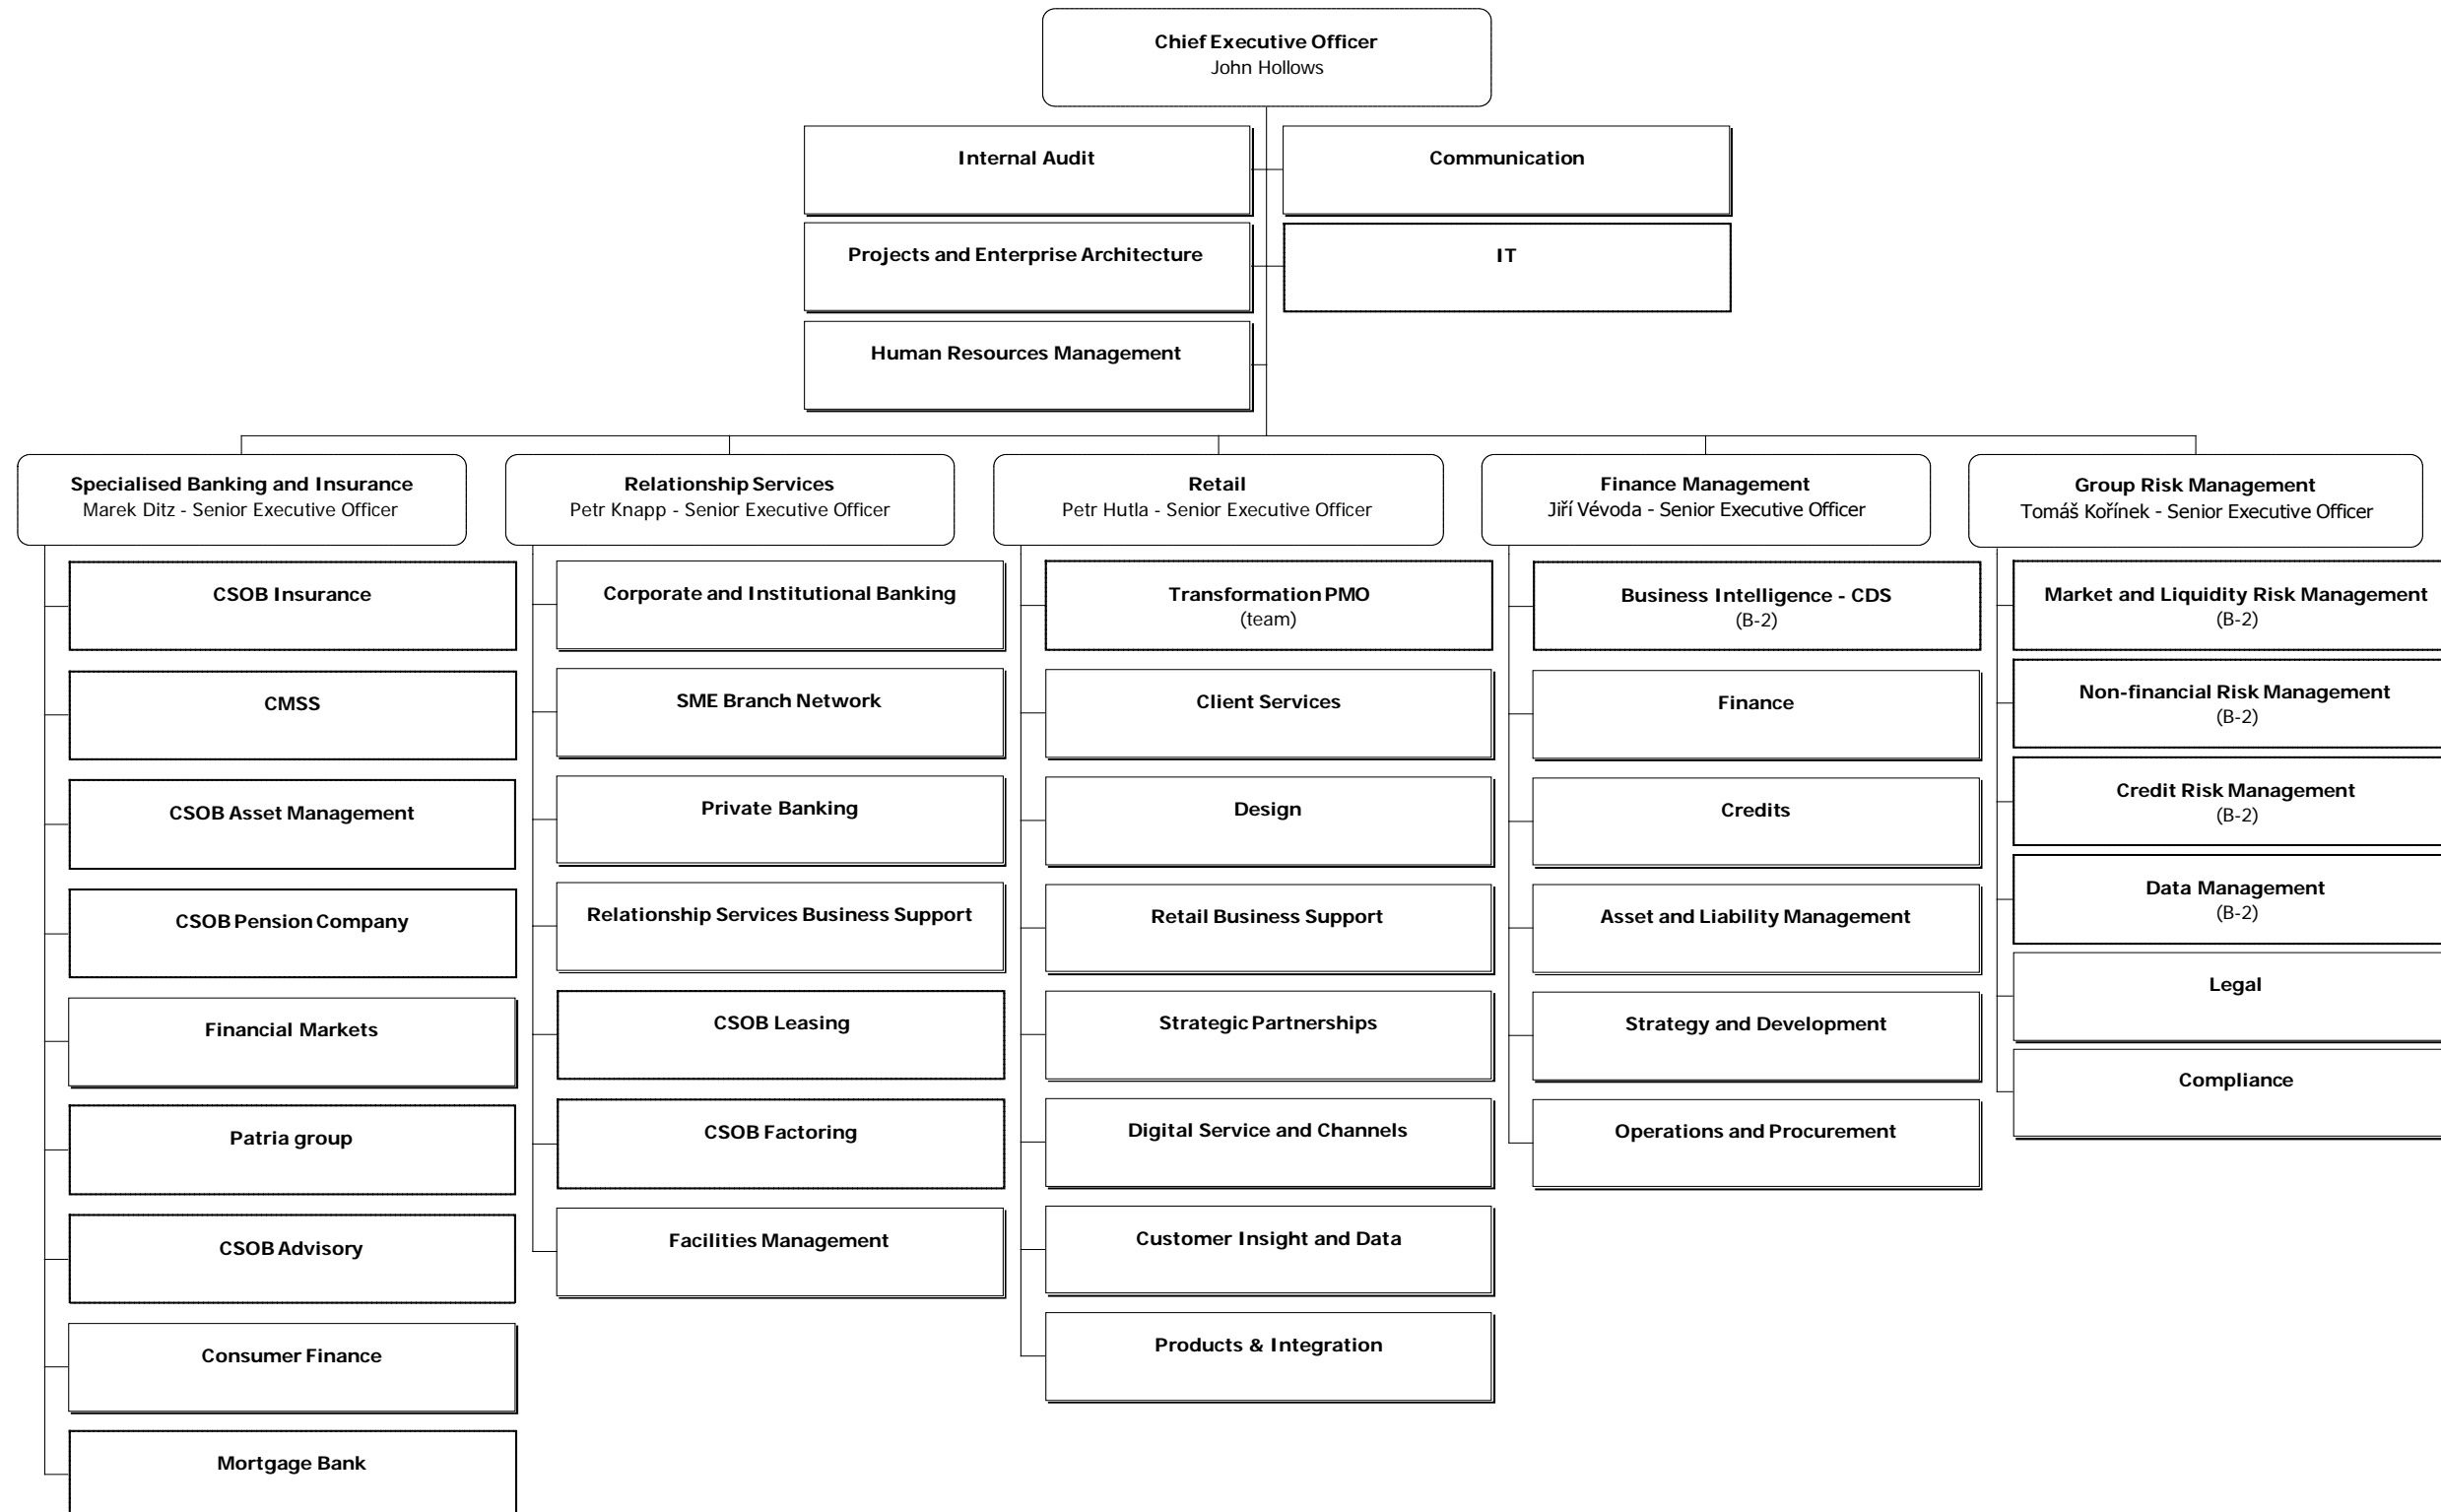 Chief Executive Officer
John Hollows
Internal Audit
Communication
Projects and Enterprise Architecture
IT
Human Resources Management
Specialised Banking and Insurance
Marek Ditz - Senior Executive Officer
Relationship Services
Petr Knapp - Senior Executive Officer
Retail
Petr Hutla - Senior Executive Officer
Finance Management
Jiří Vévoda - Senior Executive Officer
Group Risk Management
Tomáš Kořínek - Senior Executive Officer
CSOB Insurance
CMSS
CSOB Asset Management
CSOB Pension Company
Financial Markets
Patria group
CSOB Advisory
Consumer Finance
Mortgage Bank
Corporate and Institutional Banking
SME Branch Network
Private Banking
Relationship Services Business Support
CSOB Leasing
CSOB Factoring
Facilities Management
Transformation PMO
(team)
Client Services
Design
Retail Business Support
Strategic Partnerships
Digital Service and Channels
Customer Insight and Data
Products & Integration
Business Intelligence - CDS
(B-2)
Finance
Credits
Asset and Liability Management
Strategy and Development
Operations and Procurement
Market and Liquidity Risk Management
(B-2)
Non-financial Risk Management
(B-2)
Credit Risk Management
(B-2)
Data Management
(B-2)
Legal
Compliance